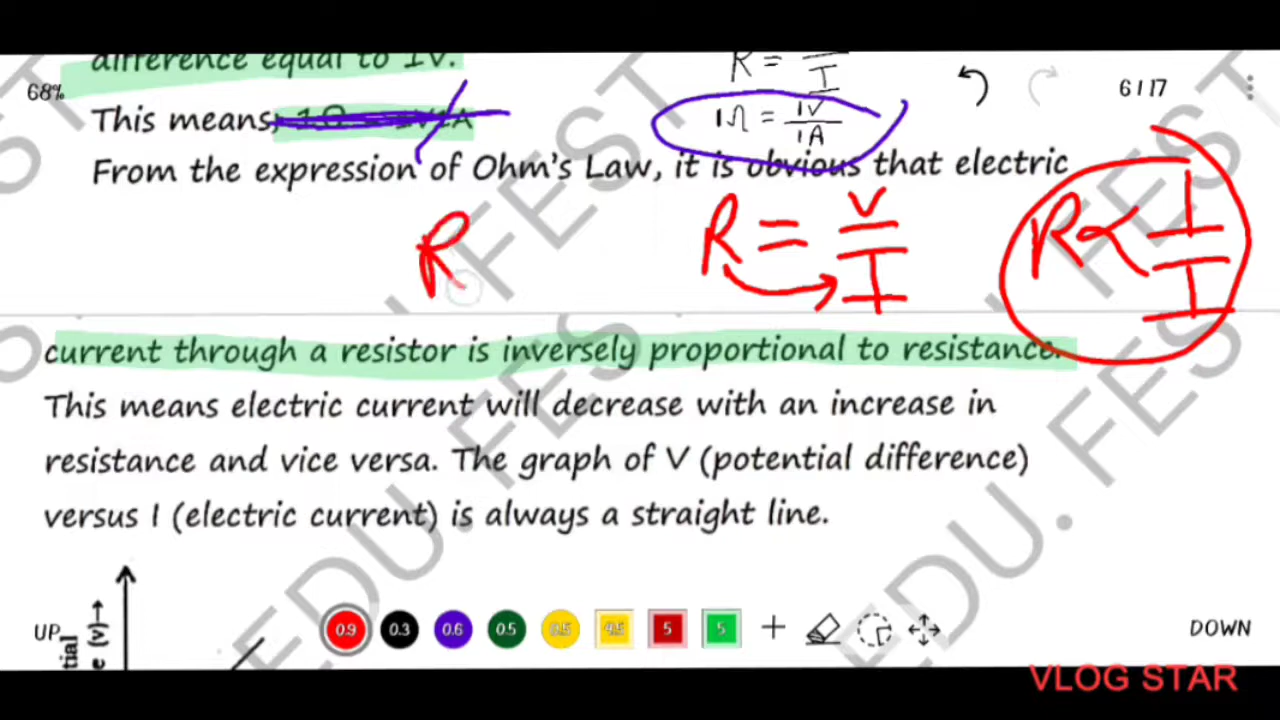 difference equal to 1V.
R = 
I
68%
6 | 17
This means,
1Ω = 1V
1A
From the expression of Ohm's Law, it is obvious that electric
R
R = V
I
R ∝ 1
I
current through a resistor is inversely proportional to resistance.
This means electric current will decrease with an increase in
resistance and vice versa. The graph of V (potential difference)
versus I (electric current) is always a straight line.
EDU. FEST
UP
tial
e (v)→
0.9
0.3
0.6
0.5
5
5
DOWN
VLOG STAR